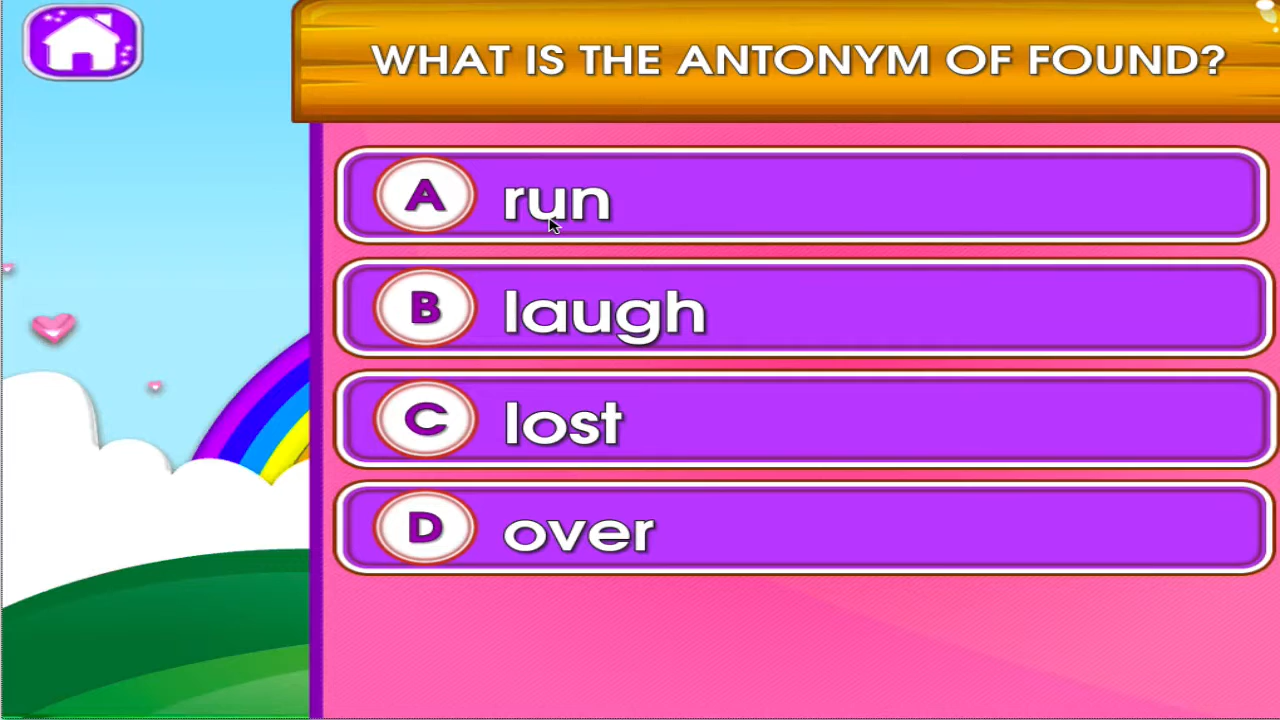 WHAT IS THE ANTONYM OF FOUND?
A run
B laugh
C lost
D over